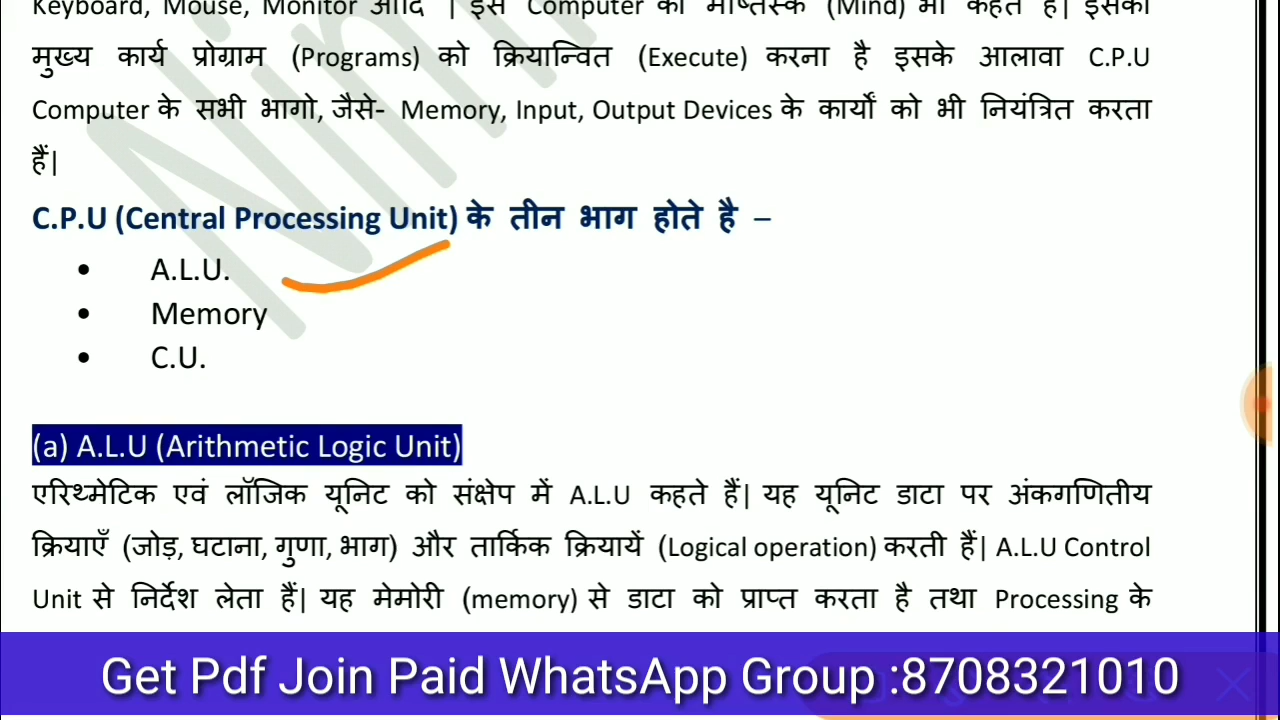 Keyboard, Mouse, Monitor आदि | इसे Computer का मष्तिस्क (Mind) भी कहते हैं| इसका
मुख्य कार्य प्रोग्राम (Programs) को क्रियान्वित (Execute) करना है इसके आलावा C.P.U
Computer के सभी भागो, जैसे- Memory, Input, Output Devices के कार्यों को भी नियंत्रित करता
हैं|
C.P.U (Central Processing Unit) के तीन भाग होते है –
• A.L.U.
• Memory
• C.U.
(a) A.L.U (Arithmetic Logic Unit)
एरिथ्मेटिक एवं लॉजिक यूनिट को संक्षेप में A.L.U कहते हैं| यह यूनिट डाटा पर अंकगणितीय
क्रियाएँ (जोड़, घटाना, गुणा, भाग) और तार्किक क्रियायें (Logical operation) करती हैं| A.L.U Control
Unit से निर्देश लेता हैं| यह मेमोरी (memory) से डाटा को प्राप्त करता है तथा Processing के
Get Pdf Join Paid WhatsApp Group :8708321010